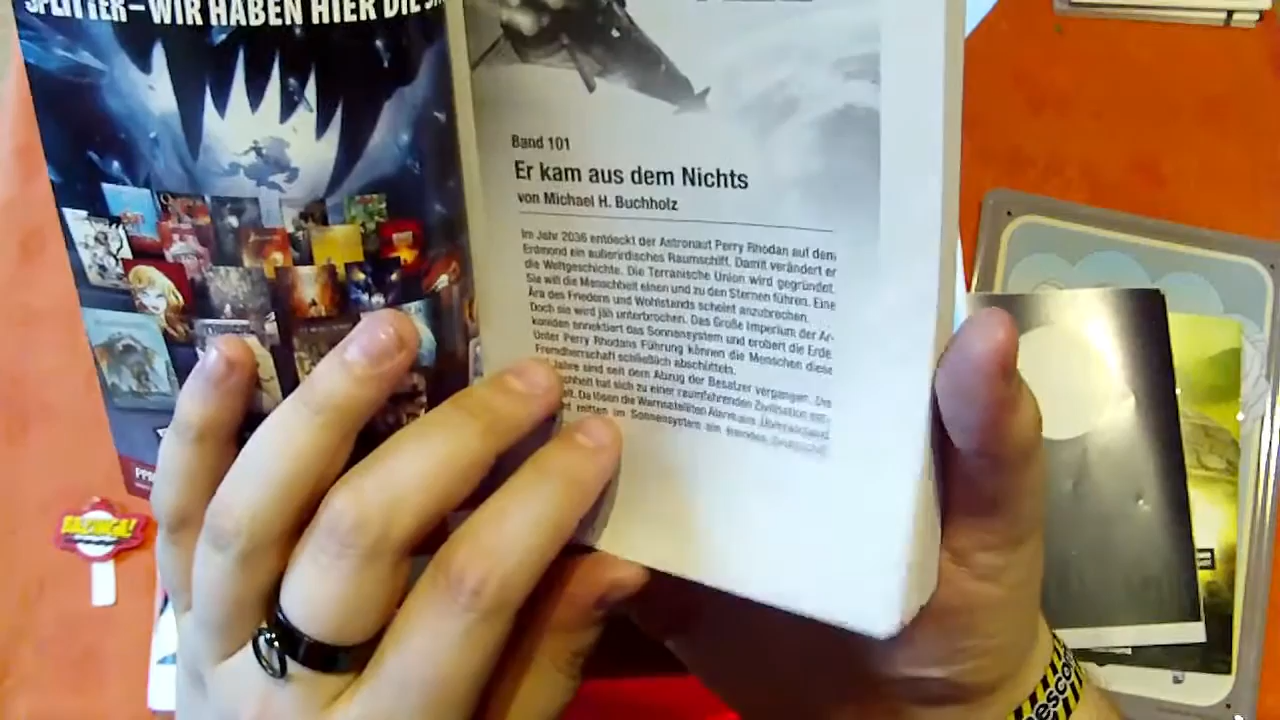 SPLITTER – WIR HABEN HIER DIE
Band 101
Er kam aus dem Nichts
von Michael H. Buchholz
Im Jahr 2036 entdeckt der Astronaut Perry Rhodan auf dem
Erdmond ein außerirdisches Raumschiff. Damit verändert er
die Weltgeschichte. Die Terranische Union wird gegründet.
Sie will die Menschheit einen und zu den Sternen führen. Eine
Ära des Friedens und Wohlstands scheint anzubrechen.
Doch sie wird jäh unterbrochen. Das Große Imperium der Ar-
koniden annektiert das Sonnensystem und erobert die Erde
Unter Perry Rhodans Führung können die Menschen diese
Fremdherrschaft schließlich abschütteln.
Jahre sind seit dem Abzug der Besatzer vergangen. Die
hat sich zu einer raumfahrenden Zivilisation
Da lösen die Warnsatelliten Alarm aus
mitten im Sonnensystem ein fremdes
BAZINGA!